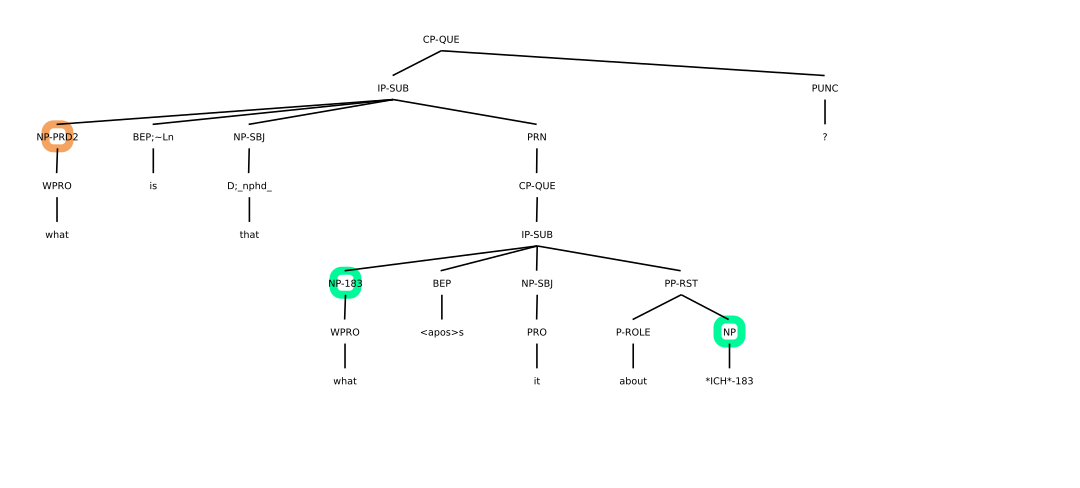 CP-QUE
IP-SUB PUNC
NP-PRD2 BEP;~Ln NP-SBJ PRN ?
WPRO is D;_nphd_ CP-QUE
what that IP-SUB
NP-183 BEP NP-SBJ PP-RST
WPRO <apos>s PRO P-ROLE NP
what it about *ICH*-183